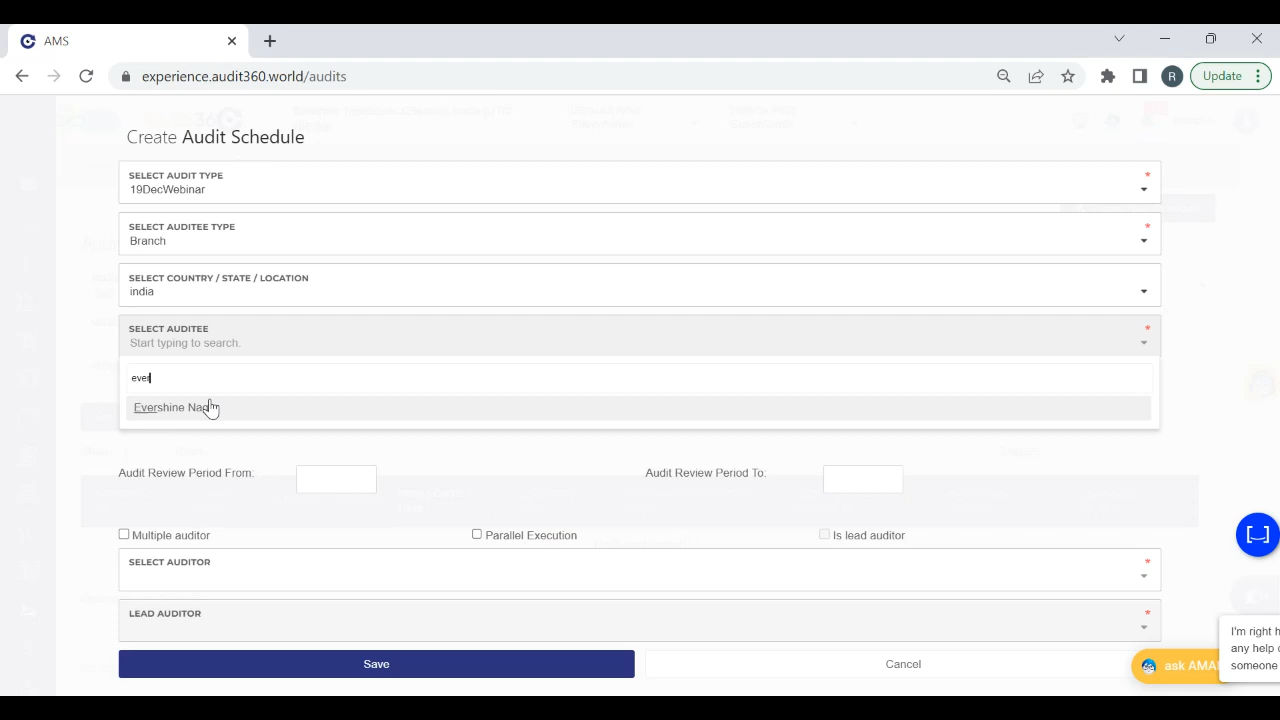 AMS
experience.audit360.world/audits
R
Update
Create Audit Schedule
SELECT AUDIT TYPE *
19DecWebinar
SELECT AUDITEE TYPE *
Branch
SELECT COUNTRY / STATE / LOCATION
india
SELECT AUDITEE *
Start typing to search.
ever
Evershine
Audit Review Period From:
Audit Review Period To:
Multiple auditor
Parallel Execution
Is lead auditor
SELECT AUDITOR *
LEAD AUDITOR *
Save
Cancel
I'm right h
any help
someone
ask AMA